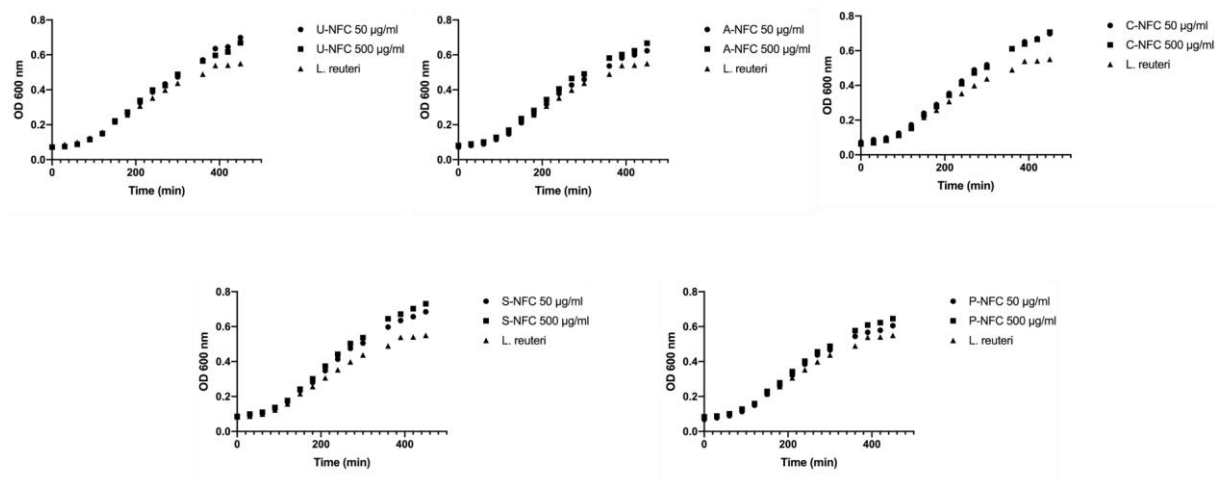 0.8
0.6
0.4
0.2
0.0
OD 600 nm
0
200
400
Time (min)
U-NFC 50 µg/ml
U-NFC 500 µg/ml
L. reuteri
0.8
0.6
0.4
0.2
0.0
OD 600 nm
0
200
400
Time (min)
A-NFC 50 µg/ml
A-NFC 500 µg/ml
L. reuteri
0.8
0.6
0.4
0.2
0.0
OD 600 nm
0
200
400
Time (min)
C-NFC 50 µg/ml
C-NFC 500 µg/ml
L. reuteri
0.8
0.6
0.4
0.2
0.0
OD 600 nm
0
200
400
Time (min)
S-NFC 50 µg/ml
S-NFC 500 µg/ml
L. reuteri
0.8
0.6
0.4
0.2
0.0
OD 600 nm
0
200
400
Time (min)
P-NFC 50 µg/ml
P-NFC 500 µg/ml
L. reuteri